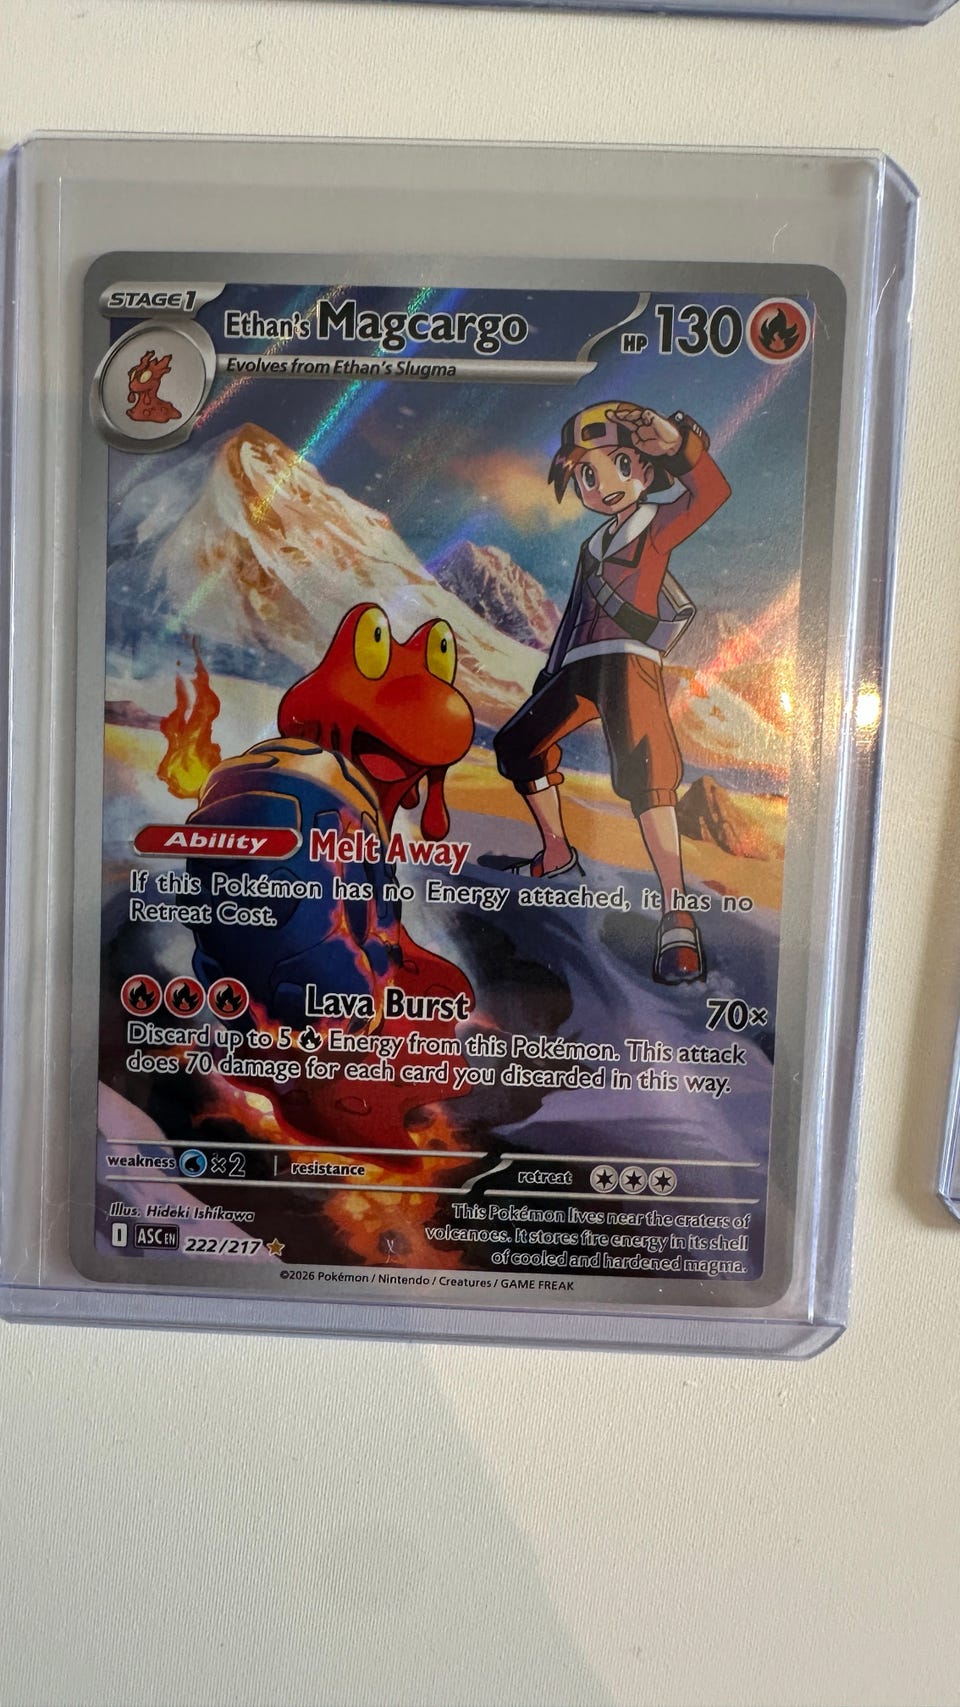 STAGE1
Ethan's Magcargo
HP 130
Evolves from Ethan's Slugma
Ability Melt Away
If this Pokémon has no Energy attached, it has no
Retreat Cost.
Lava Burst 70×
Discard up to 5 Energy from this Pokémon. This attack
does 70 damage for each card you discarded in this way.
weakness ×2 resistance retreat
Illus. Hideki Ishikawa
This Pokémon lives near the craters of
volcanoes. It stores fire energy in its shell
of cooled and hardened magma.
I ASC EN 222/217
©2026 Pokémon / Nintendo / Creatures / GAME FREAK